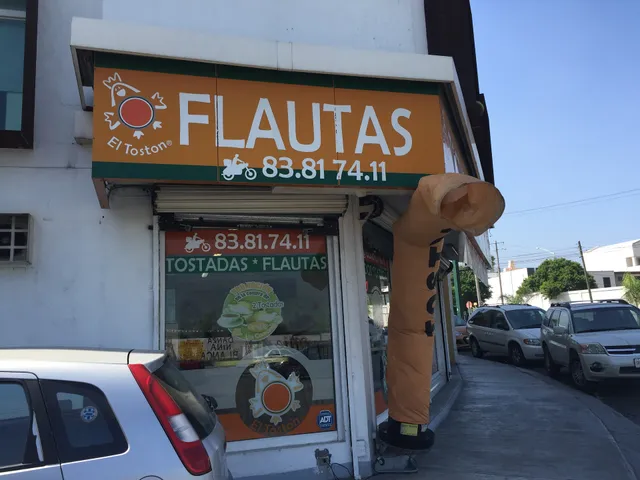 FLAUTAS
El Toston®
83.81.74.11
83.81.74.11
TOSTADAS * FLAUTAS
ADT